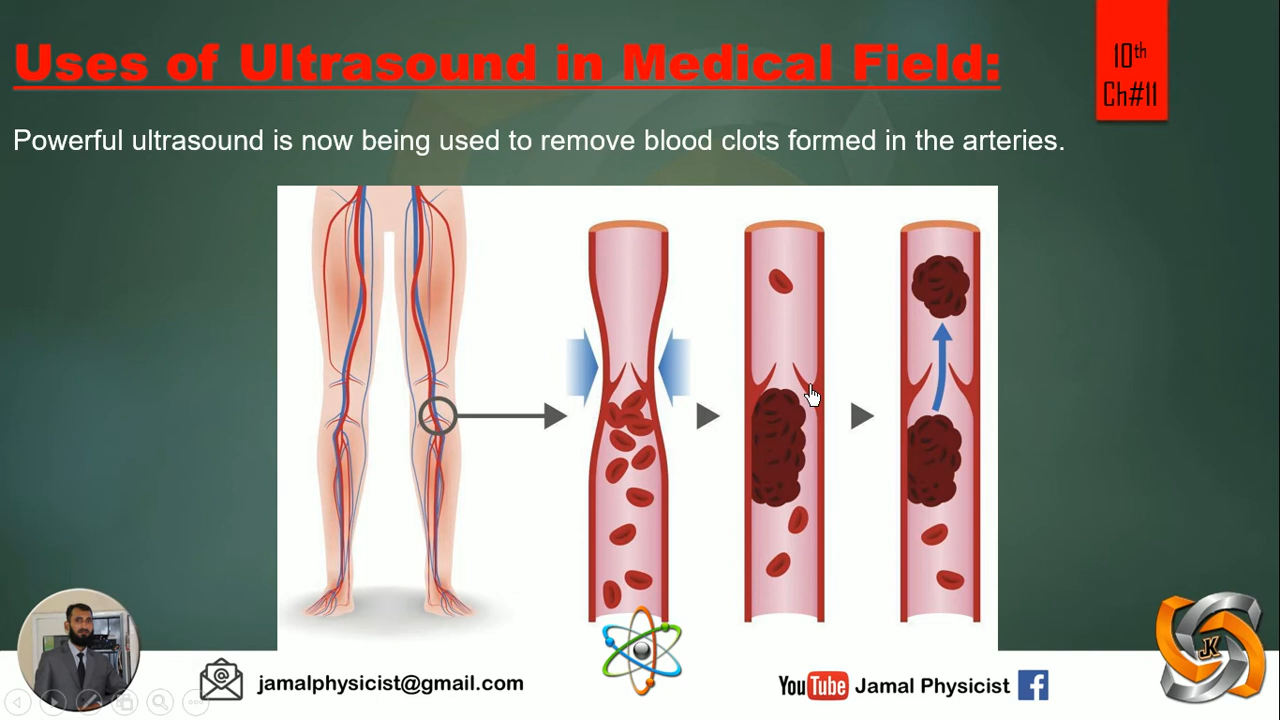 Uses of Ultrasound in Medical Field:
10th
Ch#11
Powerful ultrasound is now being used to remove blood clots formed in the arteries.
@
jamalphysicist@gmail.com
YouTube Jamal Physicist f
JK